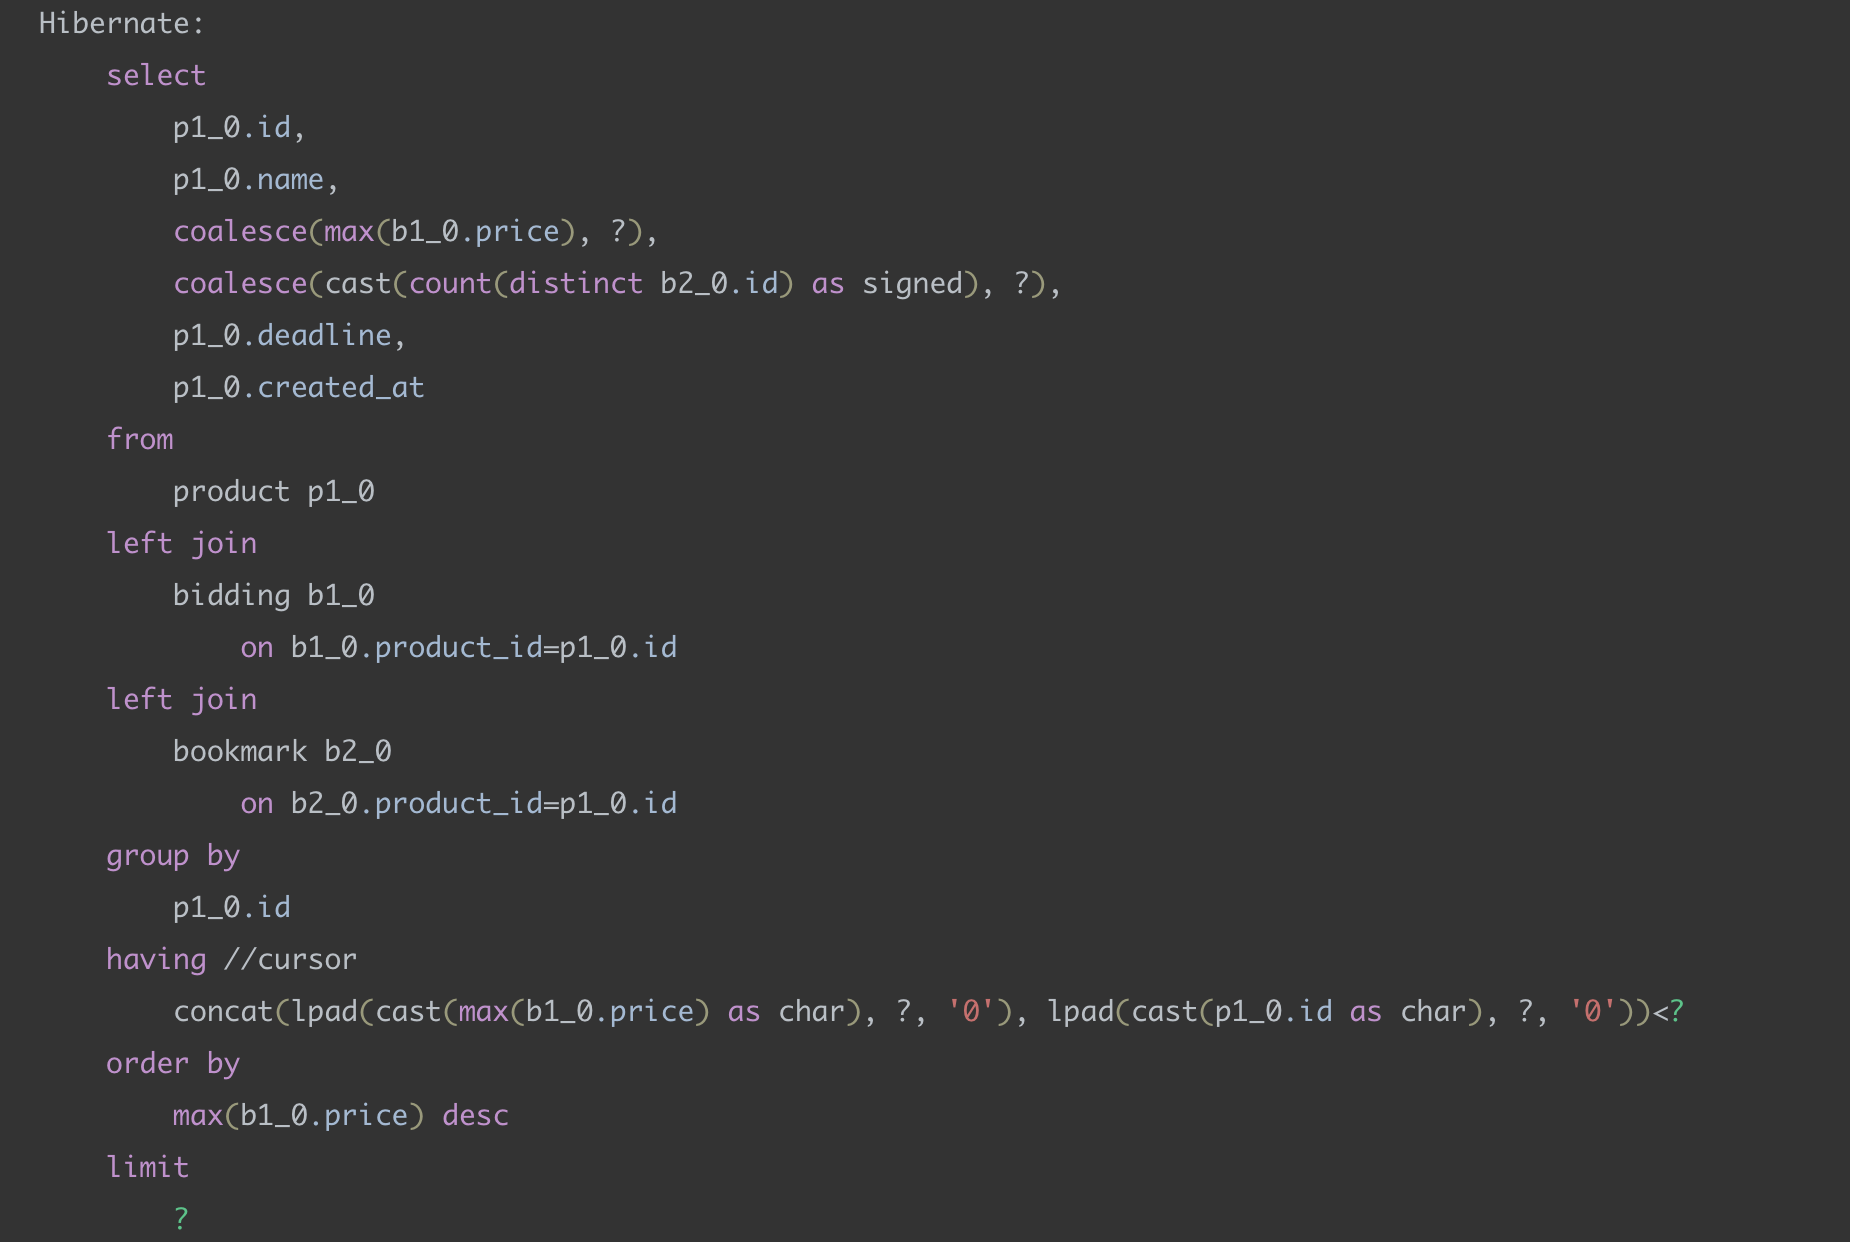 Hibernate:
select
p1_0.id,
p1_0.name,
coalesce(max(b1_0.price), ?),
coalesce(cast(count(distinct b2_0.id) as signed), ?),
p1_0.deadline,
p1_0.created_at
from
product p1_0
left join
bidding b1_0
on b1_0.product_id=p1_0.id
left join
bookmark b2_0
on b2_0.product_id=p1_0.id
group by
p1_0.id
having //cursor
concat(lpad(cast(max(b1_0.price) as char), ?, '0'), lpad(cast(p1_0.id as char), ?, '0'))<?
order by
max(b1_0.price) desc
limit
?